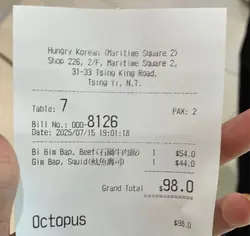 Hungry Korean (Maritime Square 2)
Shop 226, 2/F, Maritime Square 2,
31-33 Tsing King Road,
Tsing Yi, N.T.
Table: 7 PAX: 2
Bill No.: 000-8126
Date: 2025/07/15 19:01:18
Bi Bim Bap, Beef(石鍋牛肉飯) 1 $54.0
Gim Bap, Squid(魷魚壽司) 1 $44.0
Grand Total $98.0
Octopus $98.0